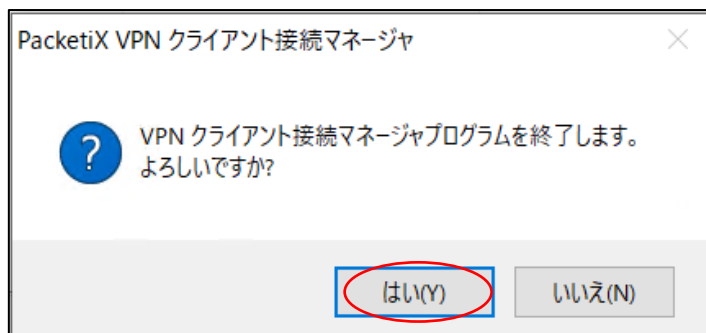 PacketiX VPN クライアント接続マネージャ
VPN クライアント接続マネージャプログラムを終了します。
よろしいですか?
はい(Y)
いいえ(N)